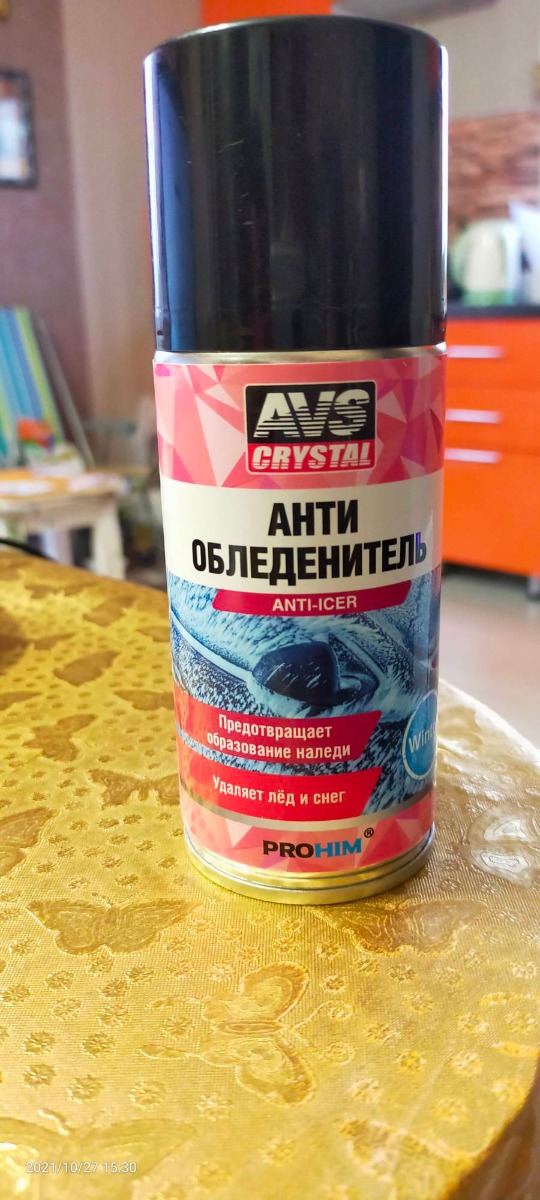 AVS
CRYSTAL
АНТИ
ОБЛЕДЕНИТЕЛЬ
ANTI-ICER
Предотвращает
образование наледи
Удаляет лёд и снег
PROHIM®
2021/10/27 15:30